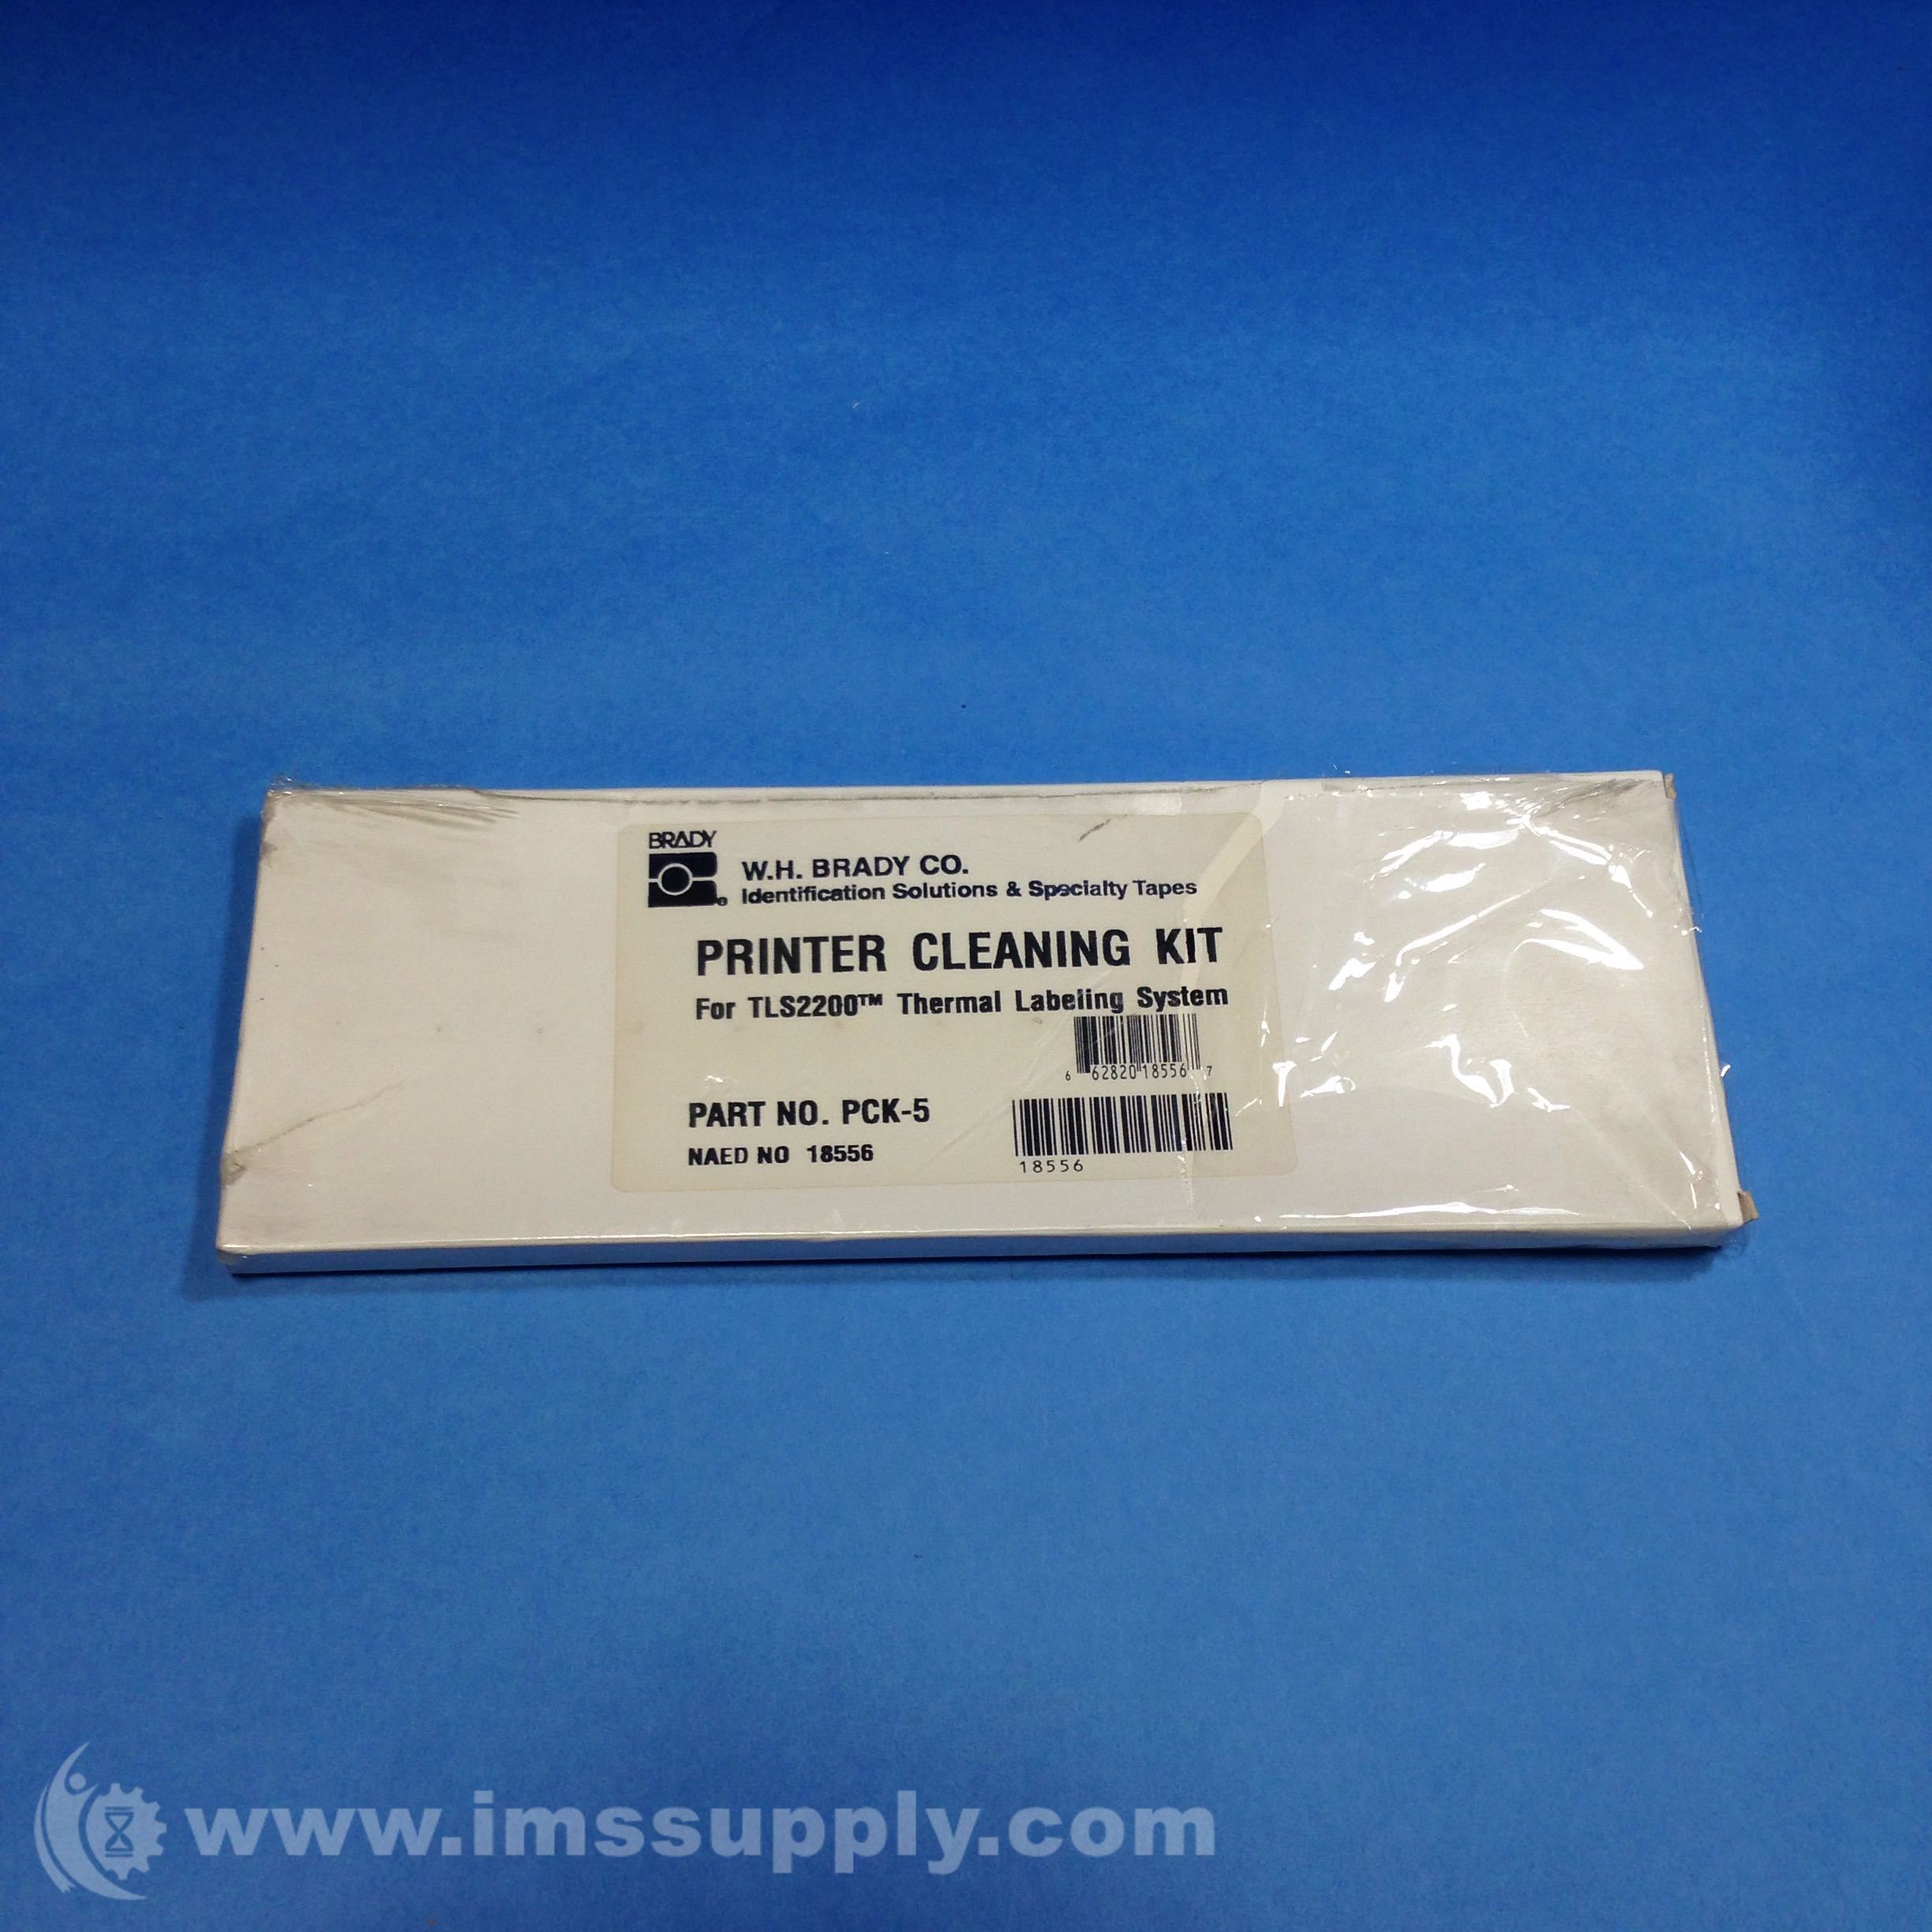 BRADY
W.H. BRADY CO.
Identification Solutions & Specialty Tapes
PRINTER CLEANING KIT
For TLS2200™ Thermal Labeling System
6 62820 18556 7
PART NO. PCK-5
NAED NO 18556
18556
www.imssupply.com